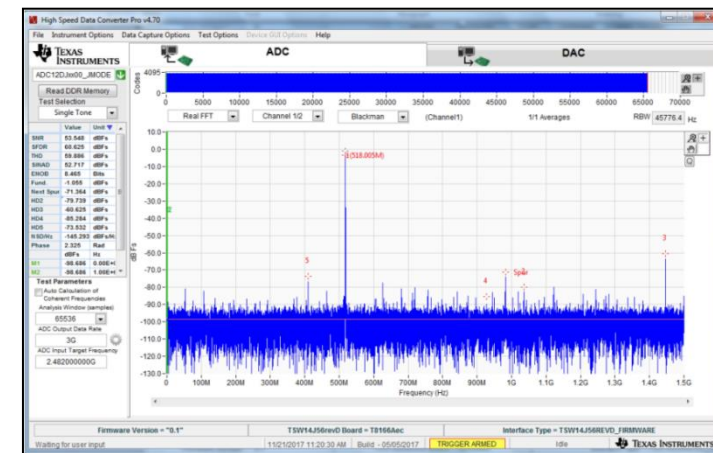 High Speed Data Converter Pro v4.70
File Instrument Options Data Capture Options Test Options Device GUI Options Help
TEXAS INSTRUMENTS
ADC
DAC
ADC12DJxx00_JMODE
Read DDR Memory
Test Selection
Single Tone
Value Unit
SNR 53.548 dBFs
SFDR 60.625 dBFs
THD 59.886 dBFs
SINAD 52.717 dBFs
ENOB 8.465 Bits
Fund. -1.055 dBFs
Next Spur -71.364 dBFs
HD2 -79.739 dBFs
HD3 -60.625 dBFs
HD4 -85.284 dBFs
HD5 -73.532 dBFs
NSD/Hz -145.293 dBFs/Hz
Phase 2.325 Rad
dBFs Hz
M1 -98.686 0.00E+0
M2 -98.686 1.00E+
Test Parameters
Auto Calculation of
Coherent Frequencies
Analysis Window (samples)
65536
ADC Output Data Rate
3G
ADC Input Target Frequency
2.482000000G
Codes
4095
0
0 5000 10000 15000 20000 25000 30000 35000 40000 45000 50000 55000 60000 65000 70000
Real FFT Channel 1/2 Blackman (Channel1) 1/1 Averages RBW 45776.4 Hz
dBFs
10.0
0.0
-10.0
-20.0
-30.0
-40.0
-50.0
-60.0
-70.0
-80.0
-90.0
-100.0
-110.0
-120.0
-130.0
(518.005M)
5
4
Spur
3
0 100M 200M 300M 400M 500M 600M 700M 800M 900M 1G 1.1G 1.2G 1.3G 1.4G 1.5G
Frequency (Hz)
Firmware Version = "0.1" TSW14J56revD Board = T8166Aec Interface Type = TSW14J56REVD_FIRMWARE
Waiting for user input 11/21/2017 11:20:30 AM Build - 05/05/2017 TRIGGER ARMED Idle TEXAS INSTRUMENTS